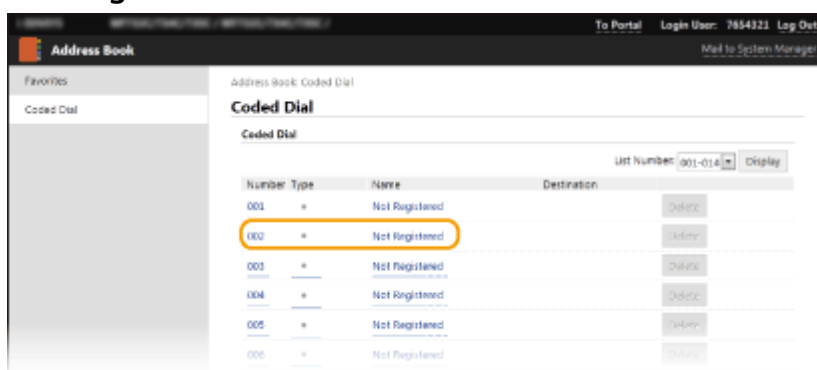 To Portal Login User: 7654321 Log Out
Address Book
Mail to System Manager
Favorites
Coded Dial
Address Book: Coded Dial
Coded Dial
Coded Dial
List Number: 001-014 Display
Number Type Name Destination
001 Not Registered Delete
002 Not Registered
003 Not Registered Delete
004 Not Registered Delete
005 Not Registered Delete
006 Not Registered Delete